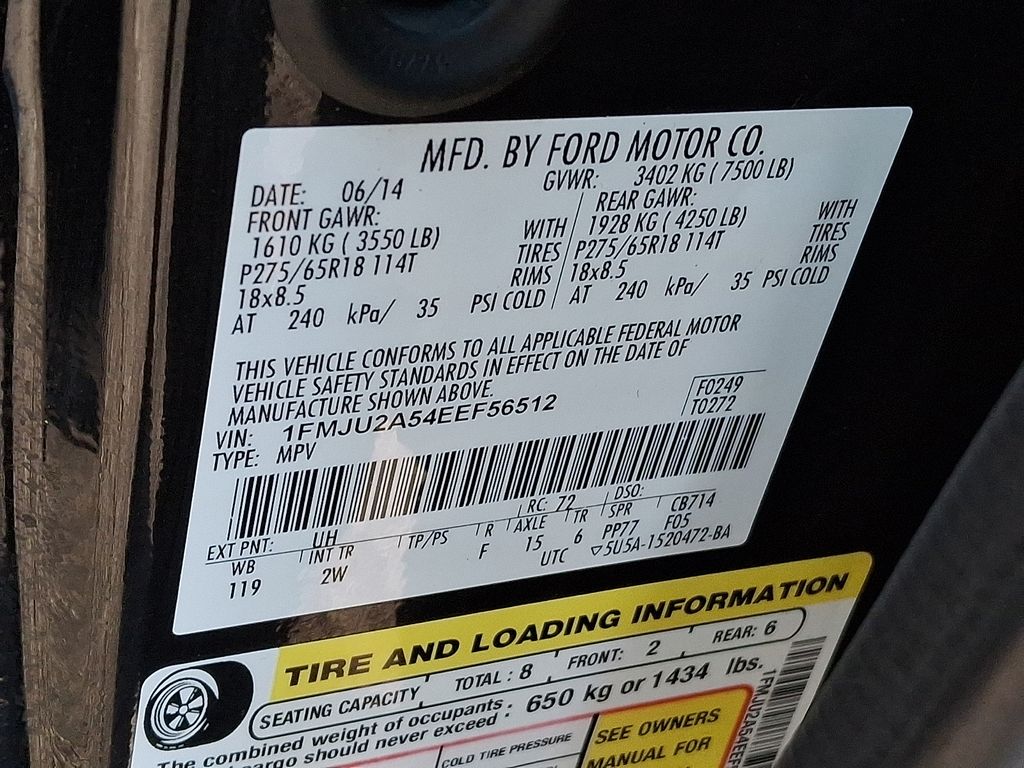 MFD. BY FORD MOTOR CO.
DATE: 06/14 GVWR: 3402 KG ( 7500 LB)
FRONT GAWR: REAR GAWR:
1610 KG ( 3550 LB) WITH 1928 KG ( 4250 LB) WITH
P275/65R18 114T TIRES P275/65R18 114T TIRES
18x8.5 RIMS 18x8.5 RIMS
AT 240 kPa/ 35 PSI COLD AT 240 kPa/ 35 PSI COLD
THIS VEHICLE CONFORMS TO ALL APPLICABLE FEDERAL MOTOR
VEHICLE SAFETY STANDARDS IN EFFECT ON THE DATE OF
MANUFACTURE SHOWN ABOVE.
VIN: 1FMJU2A54EEF56512 F0249
TYPE: MPV T0272
EXT PNT: UH RC: 72 DSO:
WB INT TR TP/PS R AXLE TR SPR CB714
119 2W F 15 6 PP77 F05
UTC ▽5U5A-1520472-BA
TIRE AND LOADING INFORMATION
SEATING CAPACITY TOTAL : 8 FRONT: 2 REAR: 6
The combined weight of occupants
cargo should never exceed : 650 kg or 1434 lbs.
COLD TIRE PRESSURE
SEE OWNERS
MANUAL FOR
1FMJU2A54EEF